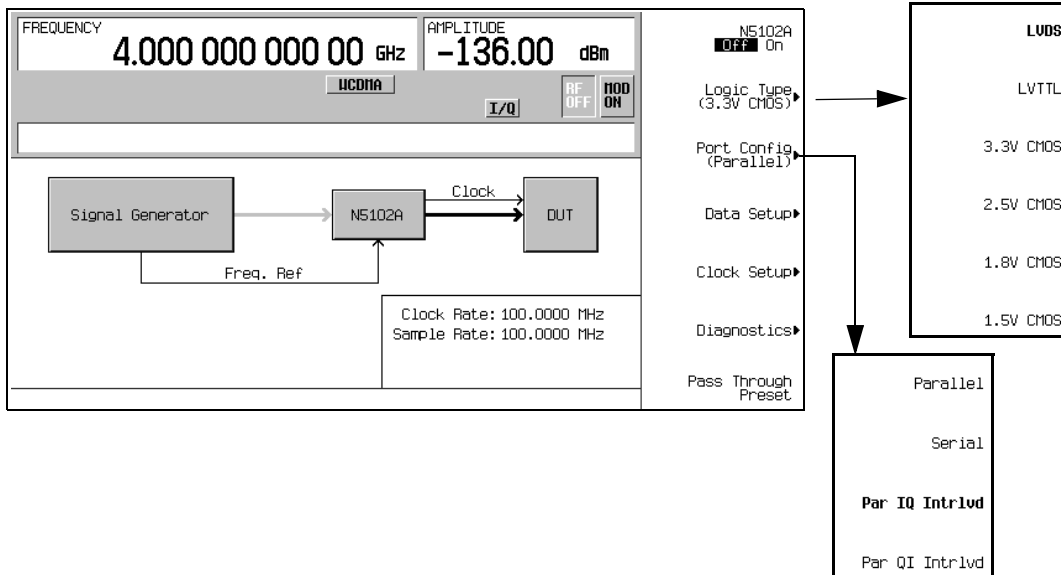 FREQUENCY
4.000 000 000 00 GHz
AMPLITUDE
-136.00 dBm
WCDMA
I/Q
RF OFF
MOD ON
Signal Generator
N5102A
Clock
DUT
Freq. Ref
Clock Rate: 100.0000 MHz
Sample Rate: 100.0000 MHz
N5102A
Off On
Logic Type
(3.3V CMOS)
Port Config
(Parallel)
Data Setup
Clock Setup
Diagnostics
Pass Through
Preset
LVDS
LVTTL
3.3V CMOS
2.5V CMOS
1.8V CMOS
1.5V CMOS
Parallel
Serial
Par IQ Intrlvd
Par QI Intrlvd